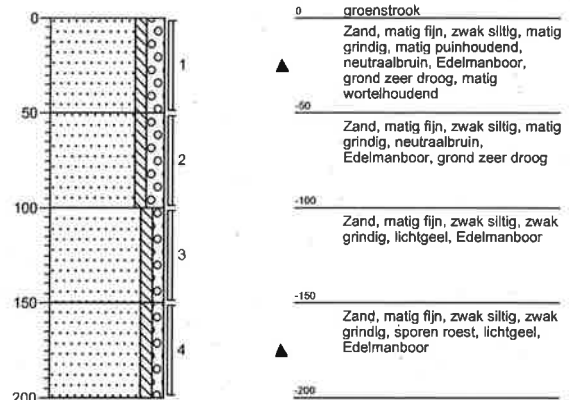 0
50
100
150
200
1
2
3
4
0 groenstrook
Zand, matig fijn, zwak siltig, matig
grindig, matig puinhoudend,
neutraalbruin, Edelmanboor,
grond zeer droog, matig
wortelhoudend
-50
Zand, matig fijn, zwak siltig, matig
grindig, neutraalbruin,
Edelmanboor, grond zeer droog
-100
Zand, matig fijn, zwak siltig, zwak
grindig, lichtgeel, Edelmanboor
-150
Zand, matig fijn, zwak siltig, zwak
grindig, sporen roest, lichtgeel,
Edelmanboor
-200